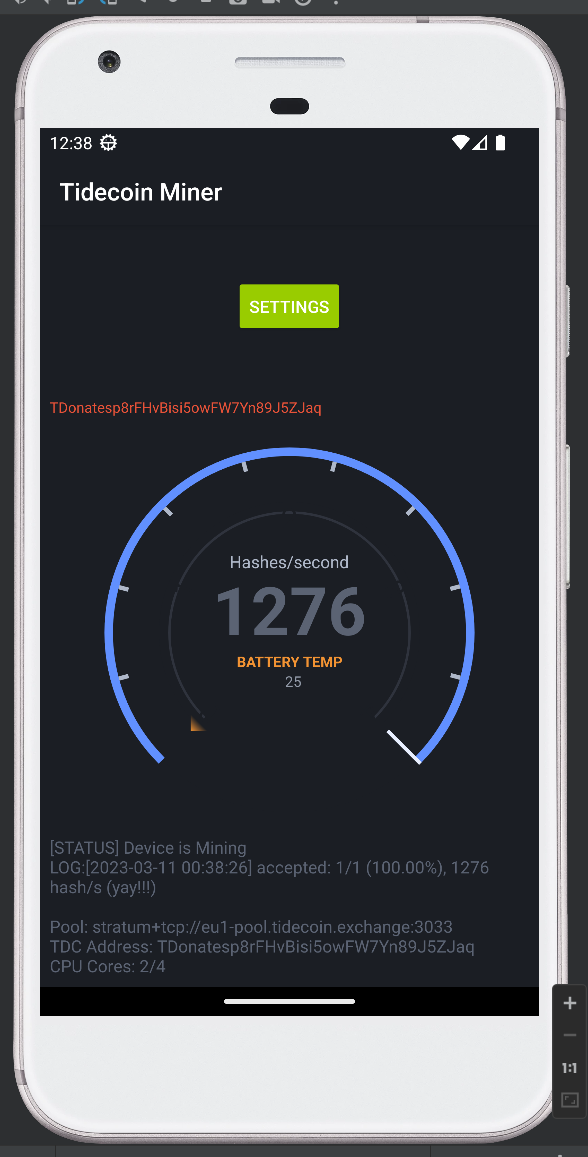 12:38
Tidecoin Miner
SETTINGS
TDonatesp8rFHvBisi5owFW7Yn89J5ZJaq
Hashes/second
1276
BATTERY TEMP
25
[STATUS] Device is Mining
LOG:[2023-03-11 00:38:26] accepted: 1/1 (100.00%), 1276
hash/s (yay!!!)
Pool: stratum+tcp://eu1-pool.tidecoin.exchange:3033
TDC Address: TDonatesp8rFHvBisi5owFW7Yn89J5ZJaq
CPU Cores: 2/4
1:1